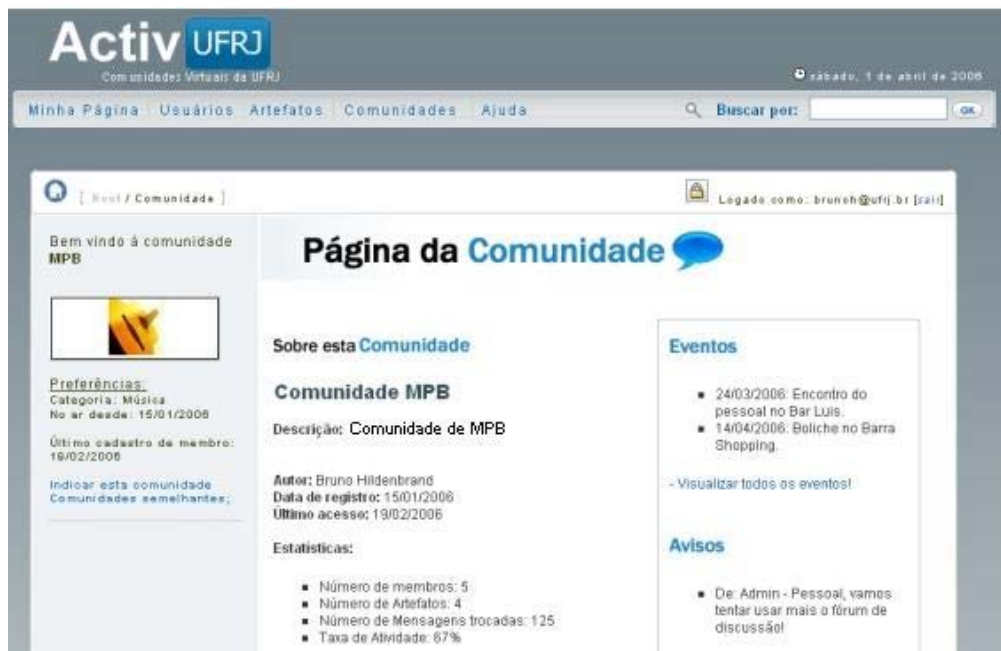 Activ UFRJ
Comunidades Virtuais da UFRJ
sábado, 1 de abril de 2006
Minha Página Usuários Artefatos Comunidades Ajuda
Buscar por: OK
[ Root / Comunidade ]
Logado como: brunoh@ufrj.br [sair]
Bem vindo à comunidade
MPB
Preferências:
Categoria: Música
No ar desde: 15/01/2006
Último cadastro de membro:
19/02/2006
Indicar esta comunidade
Comunidades semelhantes;
Página da Comunidade
Sobre esta Comunidade
Comunidade MPB
Descrição: Comunidade de MPB
Autor: Bruno Hildenbrand
Data de registro: 15/01/2006
Último acesso: 19/02/2006
Estatísticas:
Número de membros: 5
Número de Artefatos: 4
Número de Mensagens trocadas: 125
Taxa de Atividade: 67%
Eventos
24/03/2006: Encontro do
pessoal no Bar Luis.
14/04/2006: Boliche no Barra
Shopping.
- Visualizar todos os eventos!
Avisos
De: Admin - Pessoal, vamos
tentar usar mais o fórum de
discussão!